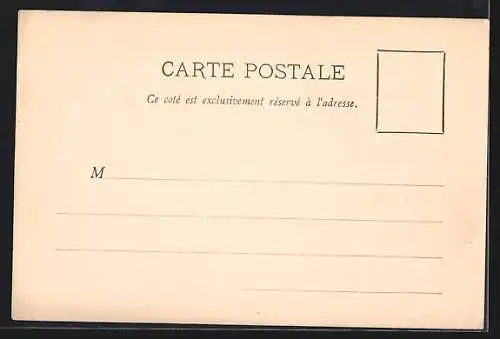 CARTE POSTALE
Ce coté est exclusivement réservé à l'adresse.
M